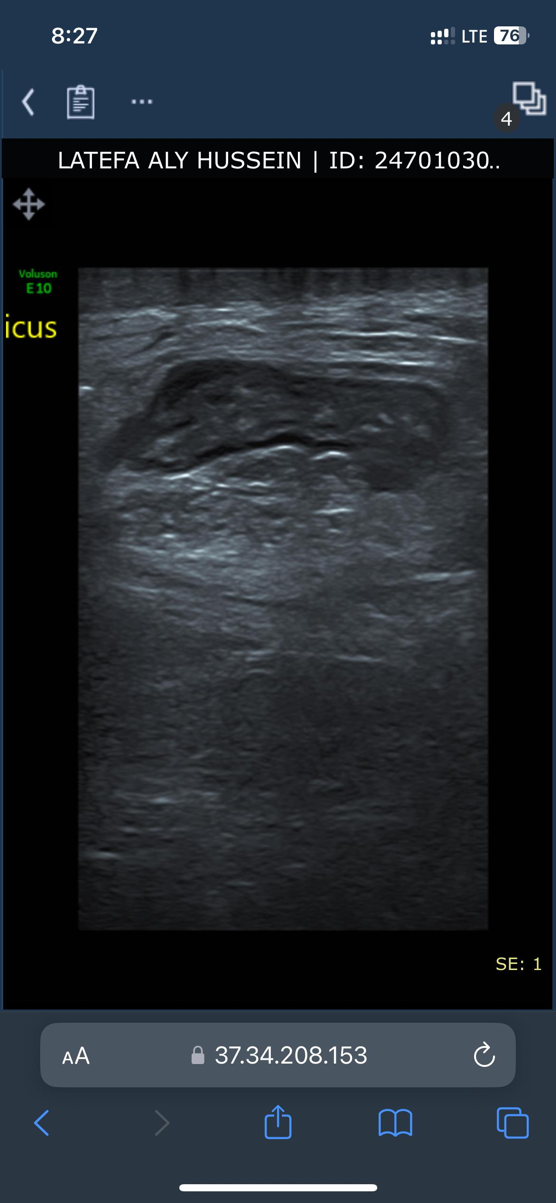 8:27
LTE 76
4
LATEFA ALY HUSSEIN | ID: 24701030..
Voluson
E10
icus
SE: 1
AA 37.34.208.153